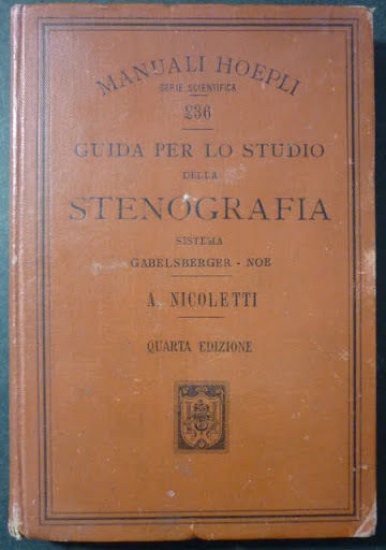 MANUALI HOEPLI
SERIE SCIENTIFICA
236
GUIDA PER LO STUDIO
DELLA
STENOGRAFIA
SISTEMA
GABELSBERGER - NOE
A. NICOLETTI
QUARTA EDIZIONE